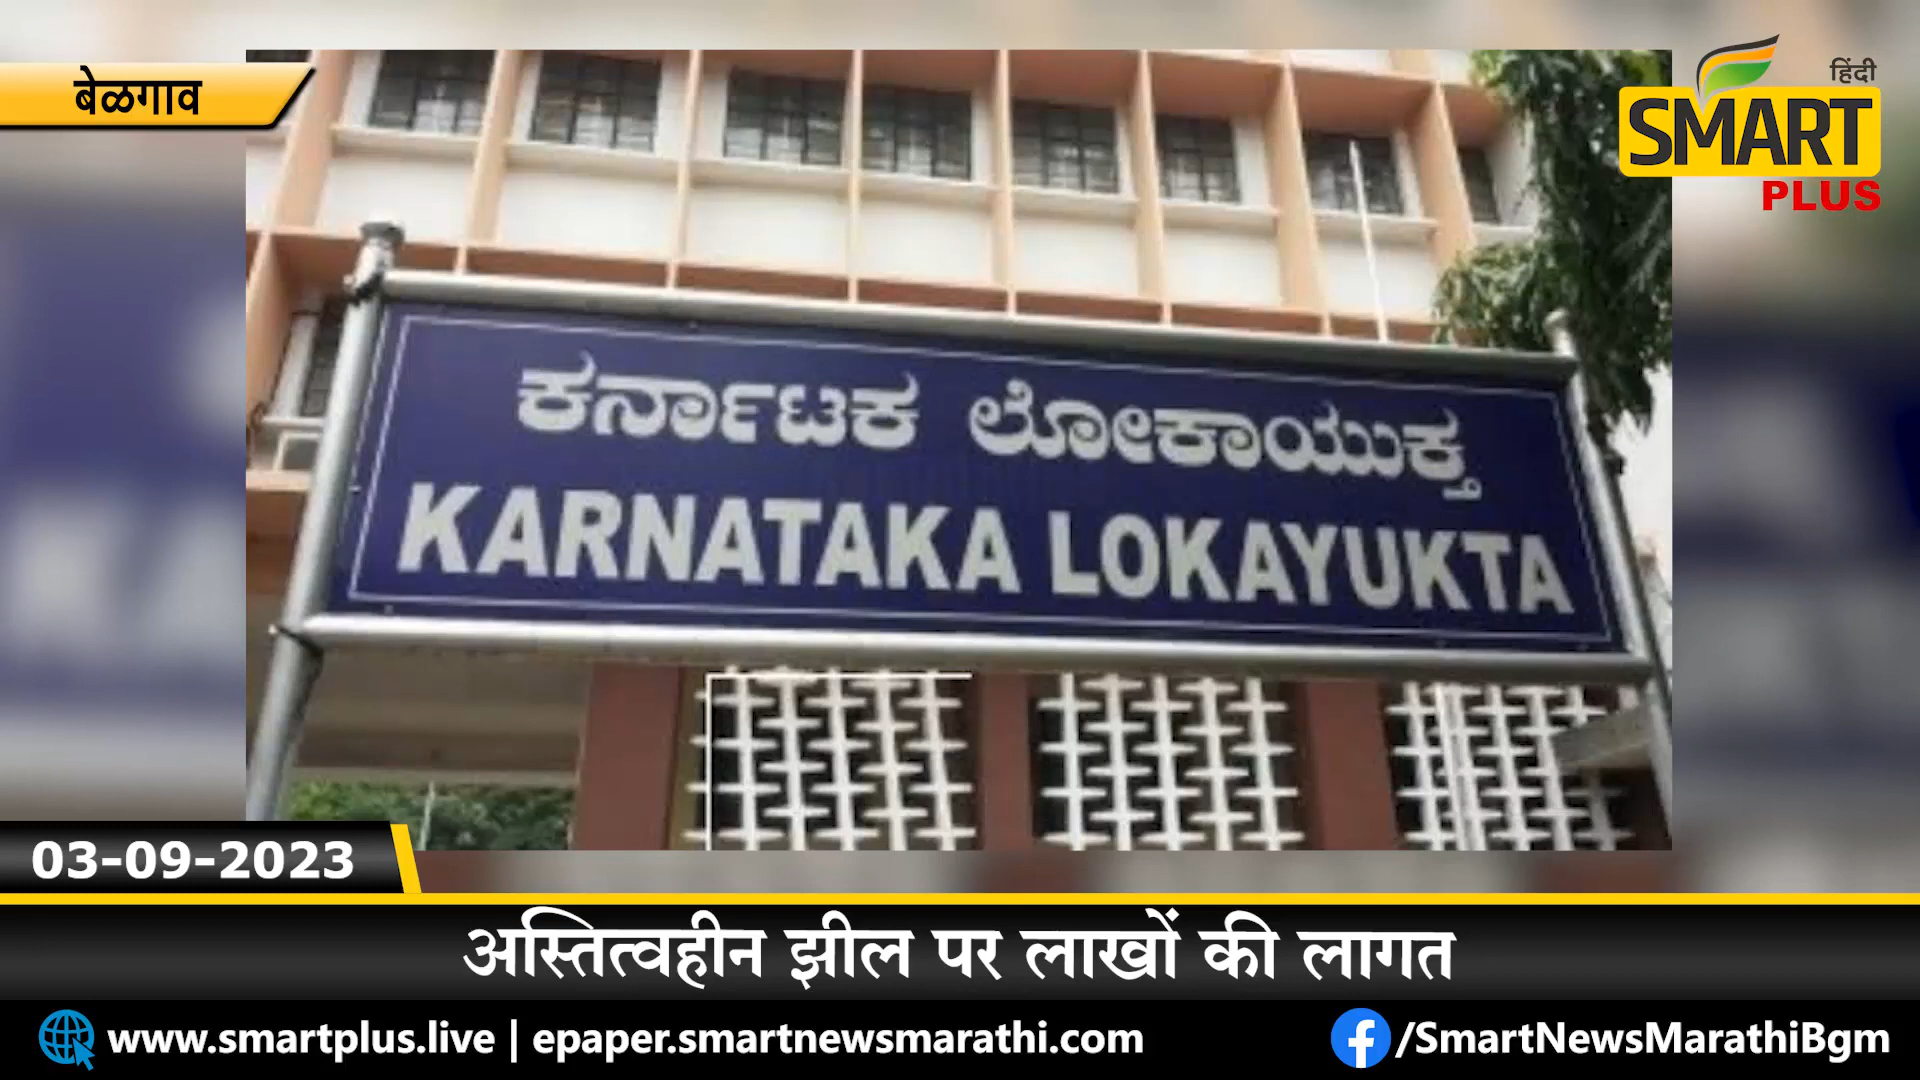 बेळगाव
हिंदी
SMART
PLUS
ಕರ್ನಾಟಕ ಲೋಕಾಯುಕ್ತ
KARNATAKA LOKAYUKTA
03-09-2023
अस्तित्वहीन झील पर लाखों की लागत
www.smartplus.live | epaper.smartnewsmarathi.com
/SmartNewsMarathiBgm